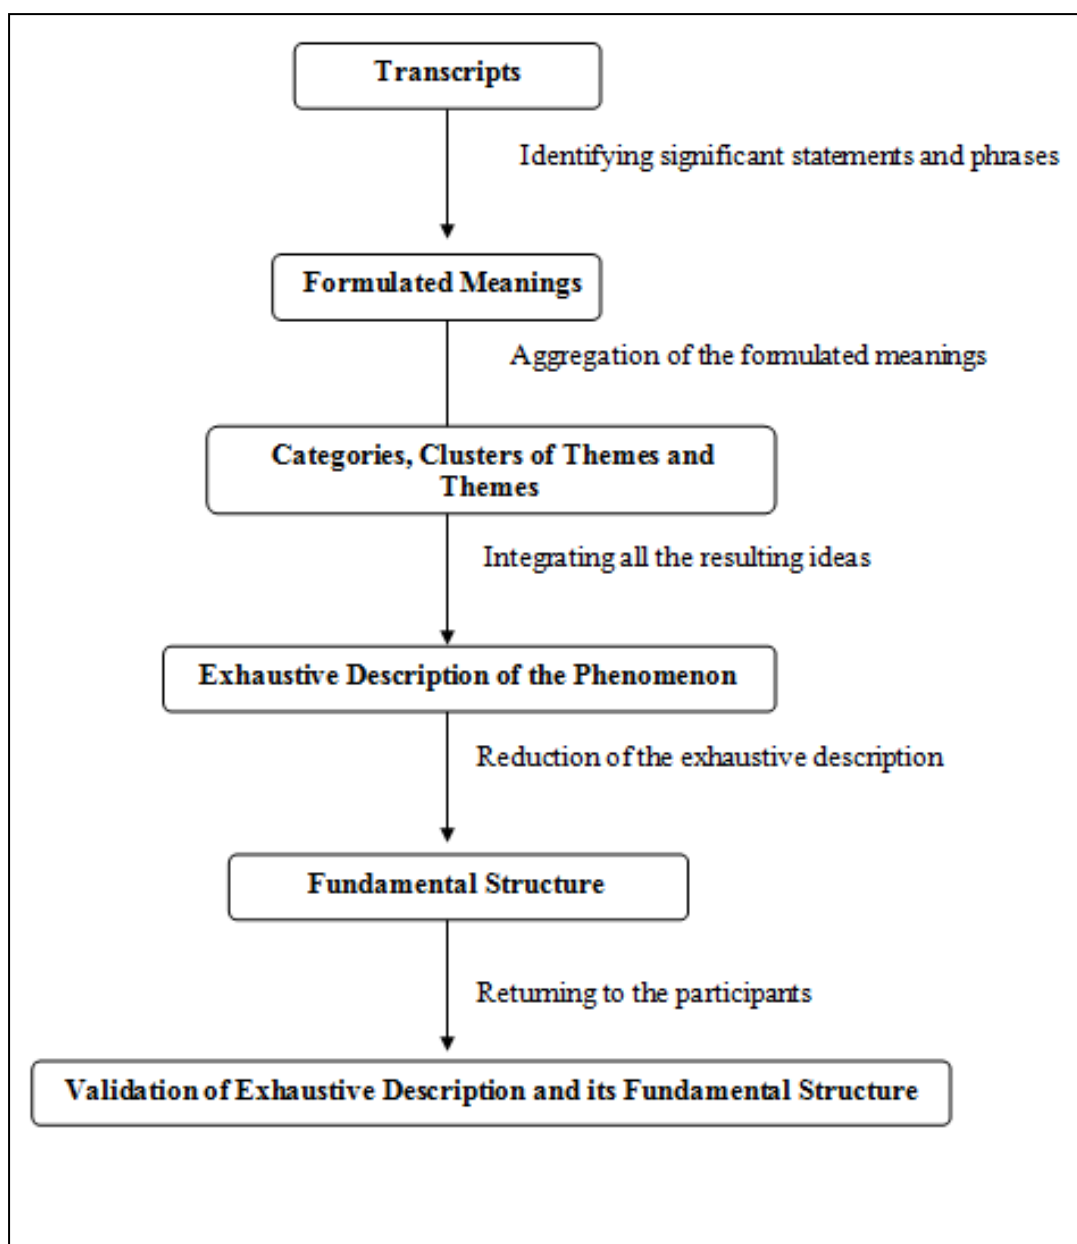 Transcripts
Identifying significant statements and phrases
Formulated Meanings
Aggregation of the formulated meanings
Categories, Clusters of Themes and
Themes
Integrating all the resulting ideas
Exhaustive Description of the Phenomenon
Reduction of the exhaustive description
Fundamental Structure
Returning to the participants
Validation of Exhaustive Description and its Fundamental Structure